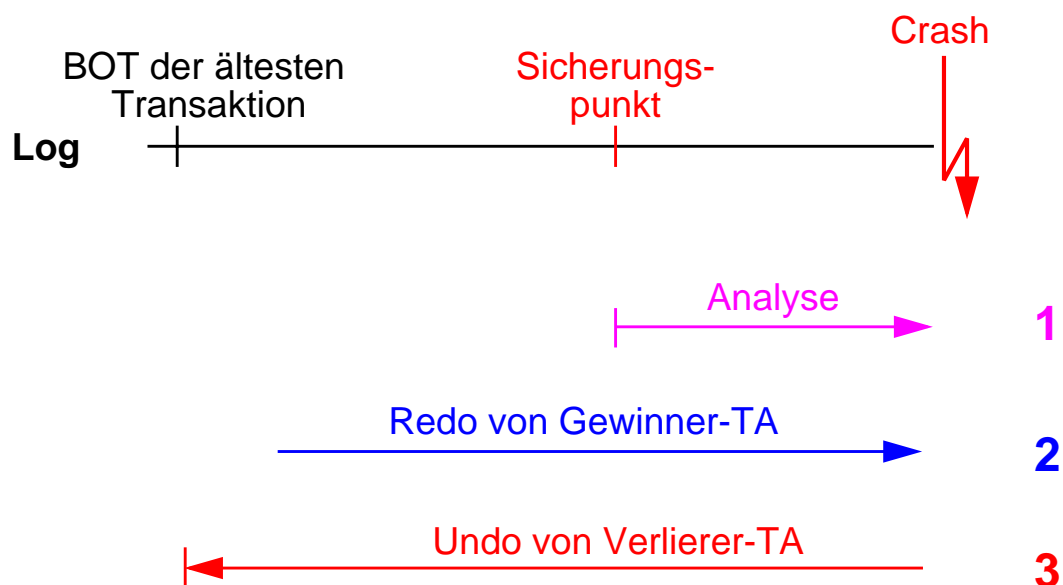 Crash
BOT der ältesten
Transaktion
Sicherungs-
punkt
Log
Analyse
1
Redo von Gewinner-TA
2
Undo von Verlierer-TA
3